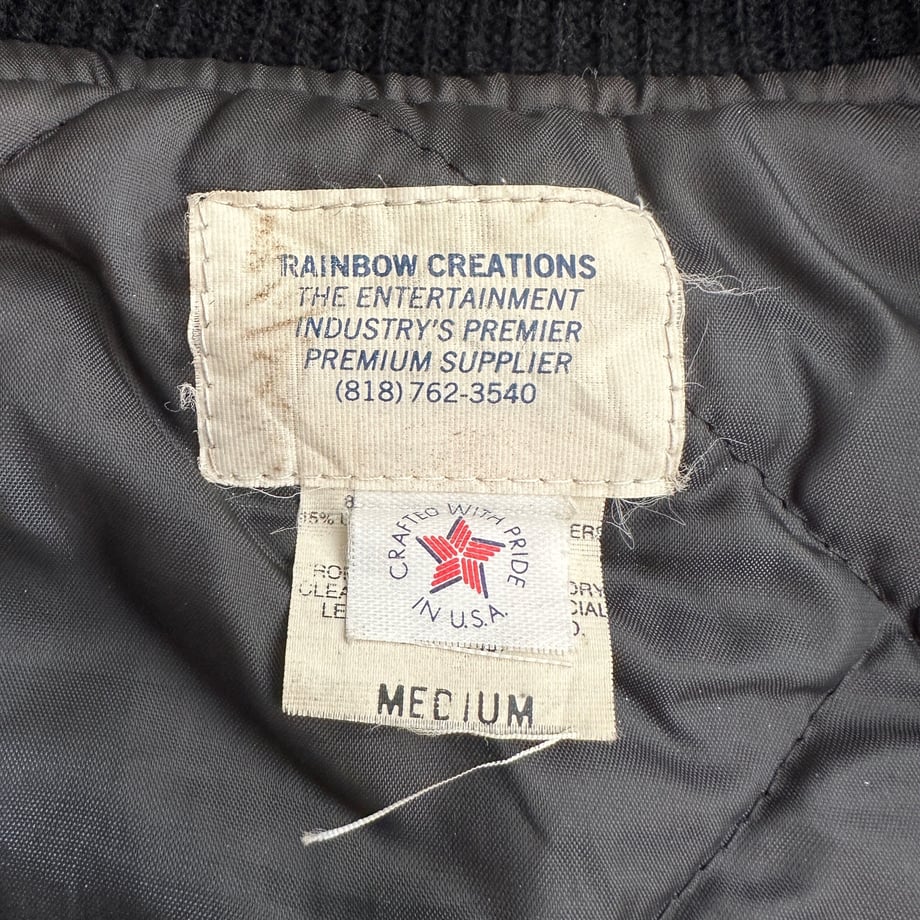 RAINBOW CREATIONS
THE ENTERTAINMENT
INDUSTRY'S PREMIER
PREMIUM SUPPLIER
(818) 762-3540
CRAFTED WITH PRIDE
IN U.S.A.
MEDIUM